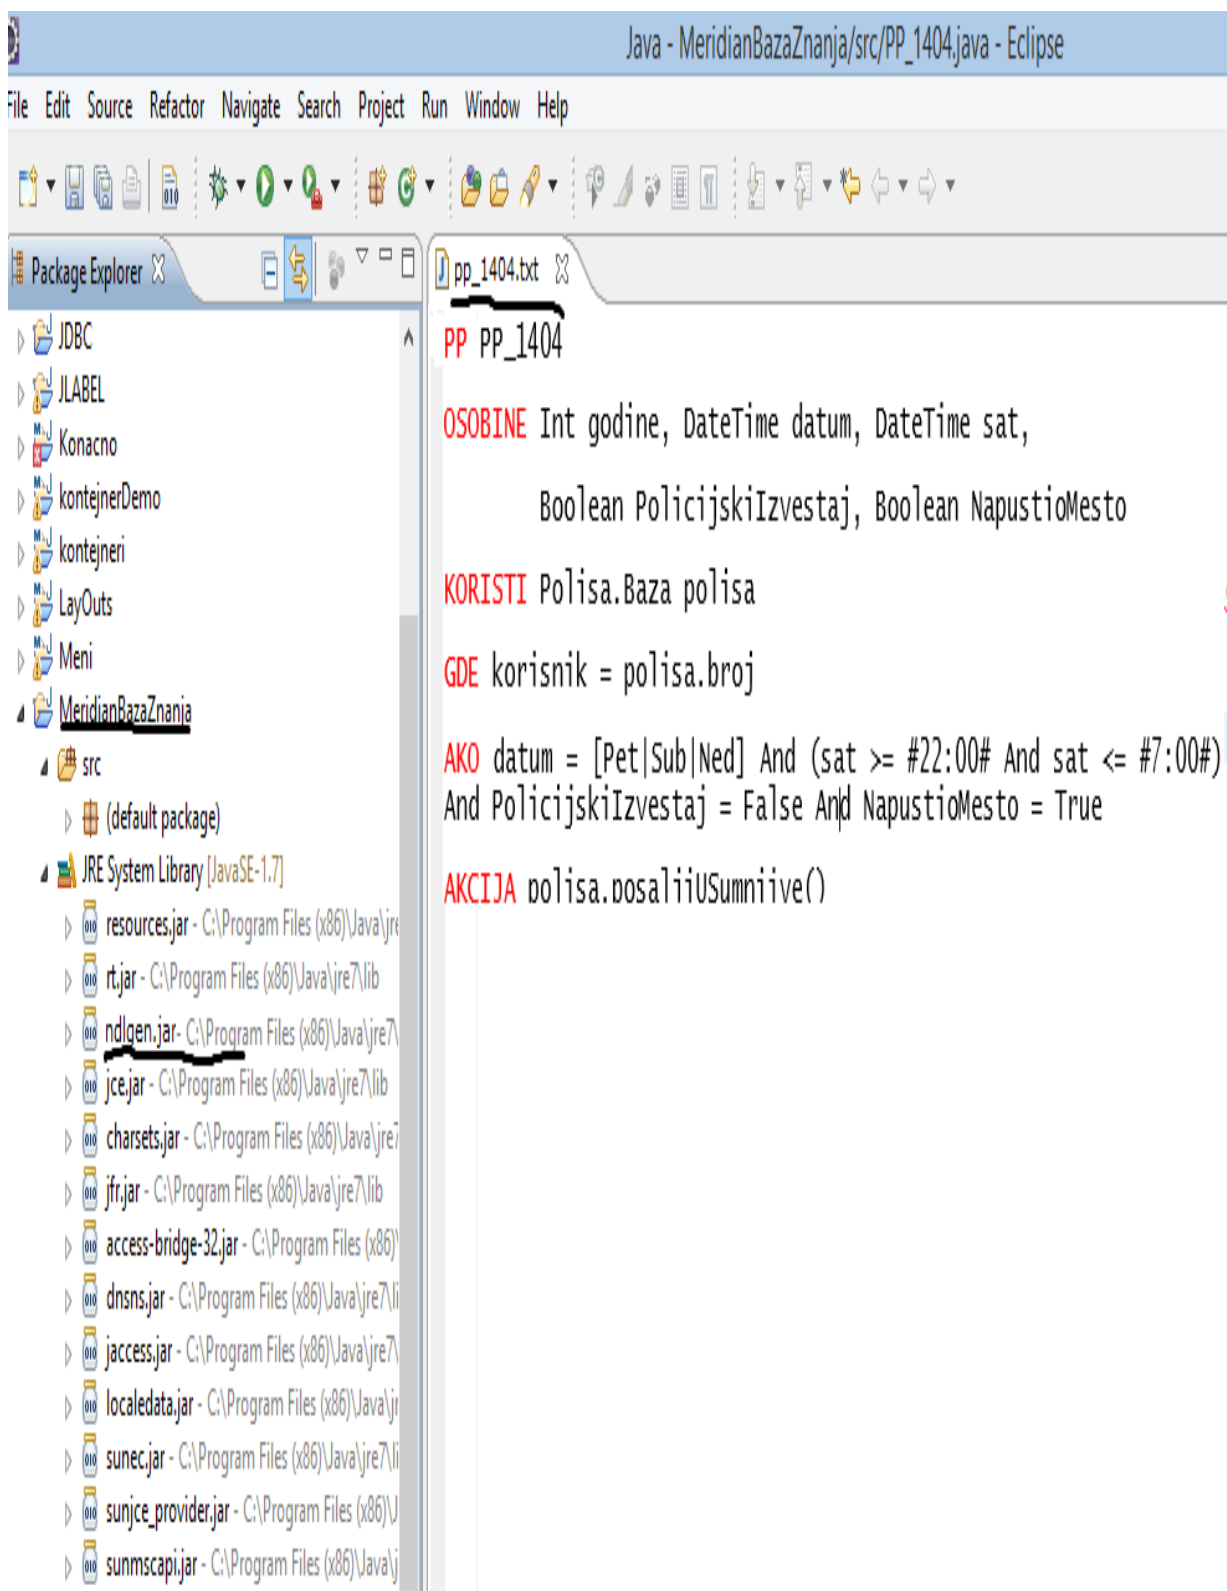 Java - MeridianBazaZnanja/src/PP_1404.java - Eclipse
File Edit Source Refactor Navigate Search Project Run Window Help
Package Explorer
JDBC
JLABEL
Konacno
kontejnerDemo
kontejneri
LayOuts
Meni
MeridianBazaZnanja
src
(default package)
JRE System Library [JavaSE-1.7]
resources.jar - C:\Program Files (x86)\Java\jre
rt.jar - C:\Program Files (x86)\Java\jre7\lib
ndlgen.jar- C:\Program Files (x86)\Java\jre7\
jce.jar - C:\Program Files (x86)\Java\jre7\lib
charsets.jar - C:\Program Files (x86)\Java\jre7
jfr.jar - C:\Program Files (x86)\Java\jre7\lib
access-bridge-32.jar - C:\Program Files (x86)\
dnsns.jar - C:\Program Files (x86)\Java\jre7\li
jaccess.jar - C:\Program Files (x86)\Java\jre7\
localedata.jar - C:\Program Files (x86)\Java\jr
sunec.jar - C:\Program Files (x86)\Java\jre7\li
sunjce_provider.jar - C:\Program Files (x86)\J
sunmscapi.jar - C:\Program Files (x86)\Java\j
pp_1404.txt
PP PP_1404
OSOBINE Int godine, DateTime datum, DateTime sat,
Boolean PolicijskiIzvestaj, Boolean NapustioMesto
KORISTI Polisa.Baza polisa
GDE korisnik = polisa.broj
AKO datum = [Pet|Sub|Ned] And (sat >= #22:00# And sat <= #7:00#)
And PolicijskiIzvestaj = False And NapustioMesto = True
AKCIJA polisa.posaljiUSumnjive()